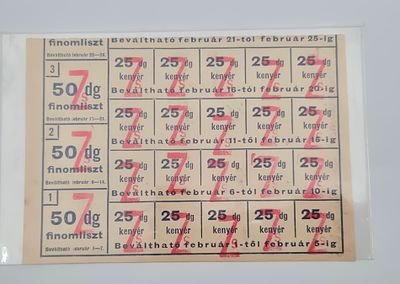 finomliszt
Beváltható február 21-től február 25-ig
3
50 dg
finomliszt
25 dg kenyér 25 dg kenyér 25 dg kenyér 25 dg kenyér 25 dg kenyér
Beváltható február 16-tól február 20-ig
2
50 dg
finomliszt
25 dg kenyér 25 dg kenyér 25 dg kenyér 25 dg kenyér 25 dg kenyér
Beváltható február 11-től február 15-ig
25 dg kenyér 25 dg kenyér 25 dg kenyér 25 dg kenyér 25 dg kenyér
Beváltható február 6-tól február 10-ig
1
50 dg
finomliszt
Beváltható február 1—7.
25 dg kenyér 25 dg kenyér 25 dg kenyér 25 dg kenyér 25 dg kenyér
Beváltható február 1-től február 5-ig